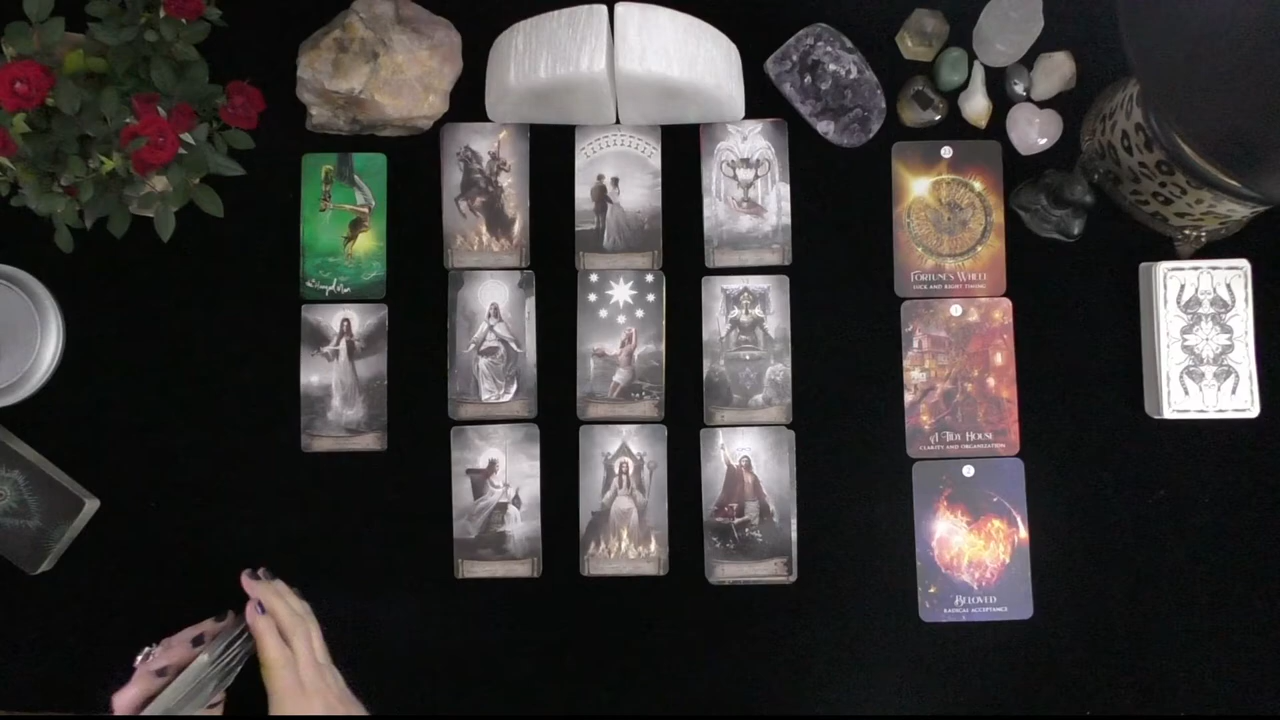 the Hanged Man
33
FORTUNE'S WHEEL
LUCK AND RIGHT TIMING
1
A TIDY HOUSE
CLARITY AND ORGANIZATION
2
BELOVED
RADICAL ACCEPTANCE